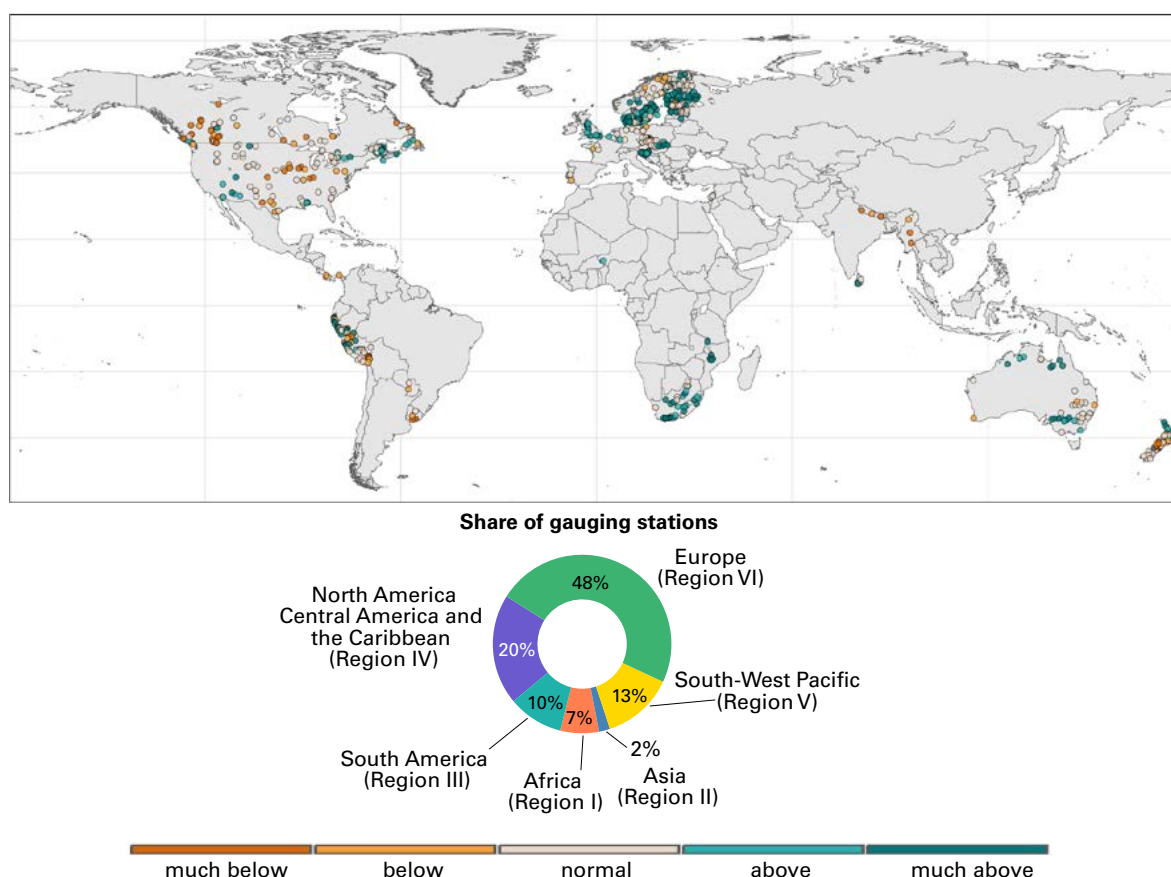 Share of gauging stations
Europe
(Region VI)
48%
North America
Central America and
the Caribbean
(Region IV)
20%
South-West Pacific
(Region V)
13%
10%
7%
2%
South America
(Region III)
Africa
(Region I)
Asia
(Region II)
much below
below
normal
above
much above